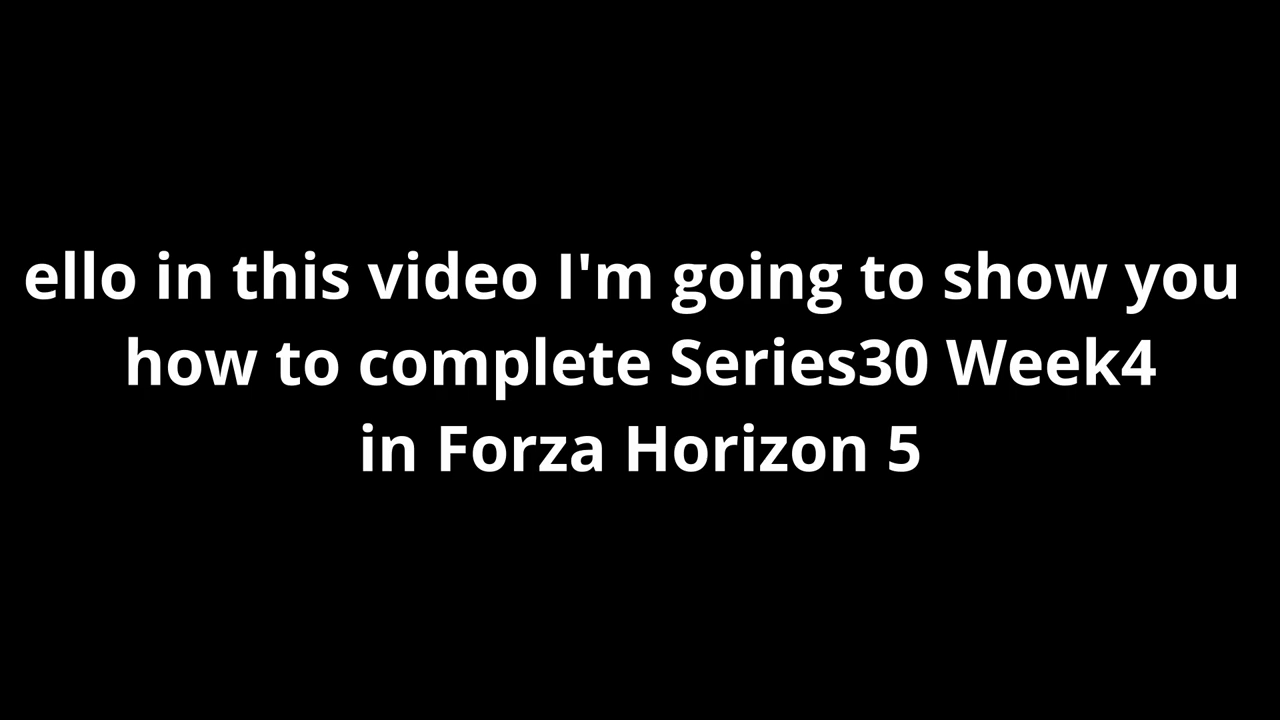 ello in this video I'm going to show you
how to complete Series30 Week4
in Forza Horizon 5